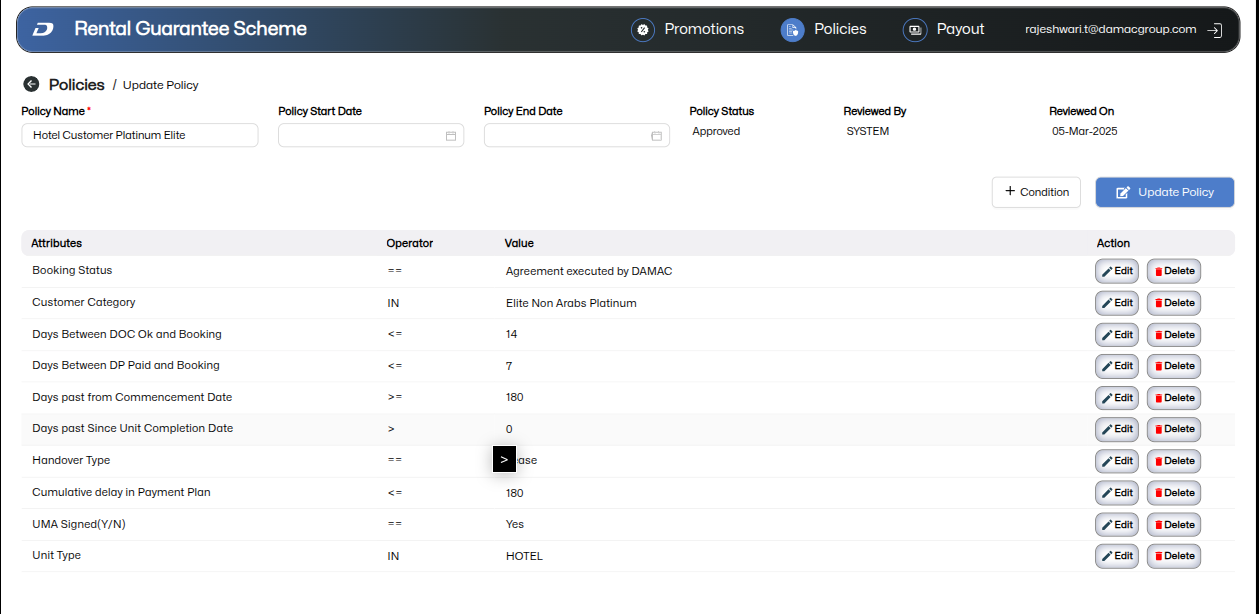 Rental Guarantee Scheme Promotions Policies Payout rajeshwari.t@damacgroup.com
Policies / Update Policy
Policy Name * Policy Start Date Policy End Date Policy Status Reviewed By Reviewed On
Hotel Customer Platinum Elite Approved SYSTEM 05-Mar-2025
+ Condition Update Policy
Attributes Operator Value Action
Booking Status == Agreement executed by DAMAC Edit Delete
Customer Category IN Elite Non Arabs Platinum Edit Delete
Days Between DOC Ok and Booking <= 14 Edit Delete
Days Between DP Paid and Booking <= 7 Edit Delete
Days past from Commencement Date >= 180 Edit Delete
Days past Since Unit Completion Date > 0 Edit Delete
Handover Type == > Edit Delete
Cumulative delay in Payment Plan <= 180 Edit Delete
UMA Signed(Y/N) == Yes Edit Delete
Unit Type IN HOTEL Edit Delete